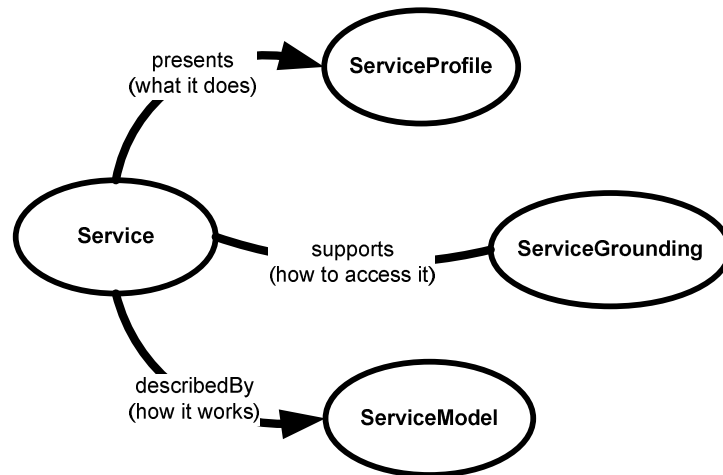 presents
(what it does)
ServiceProfile
Service
supports
(how to access it)
ServiceGrounding
describedBy
(how it works)
ServiceModel